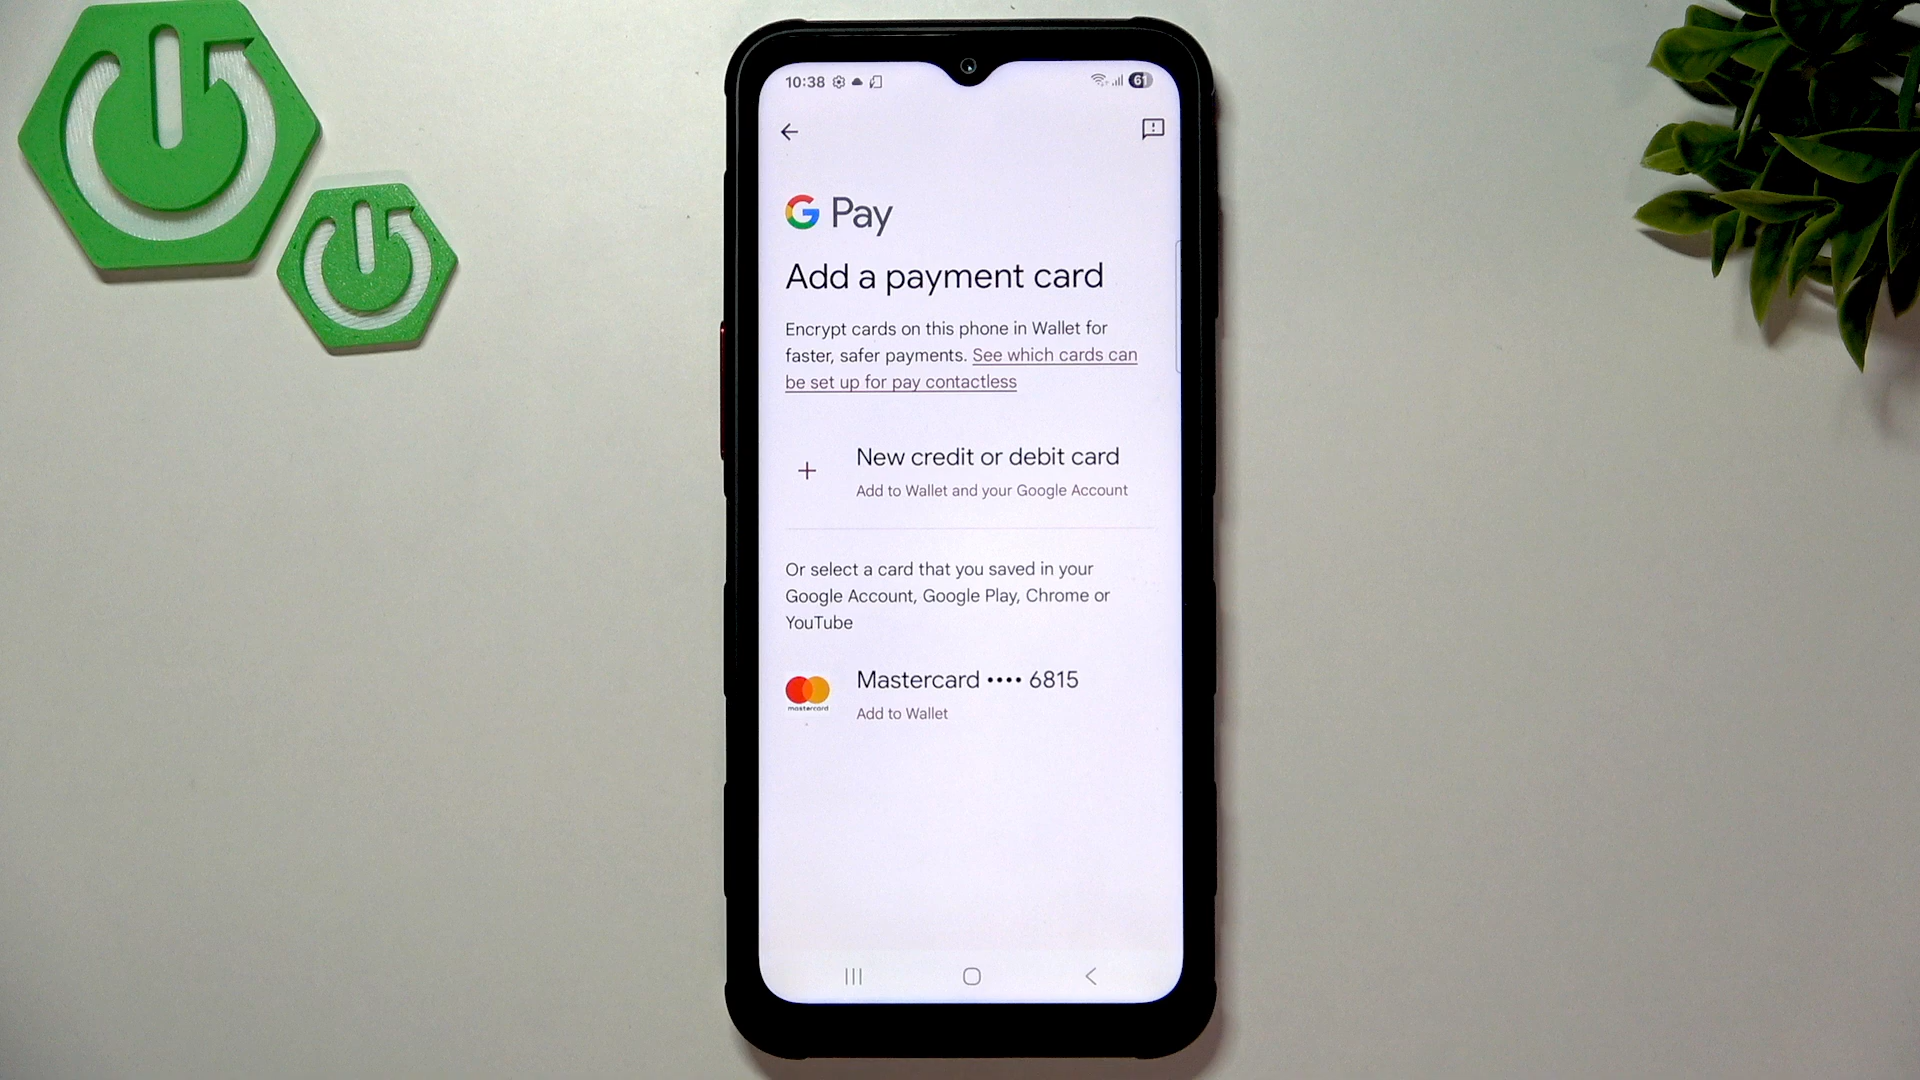 10:38
61
G Pay
Add a payment card
Encrypt cards on this phone in Wallet for
faster, safer payments. See which cards can
be set up for pay contactless
New credit or debit card
Add to Wallet and your Google Account
Or select a card that you saved in your
Google Account, Google Play, Chrome or
YouTube
Mastercard •••• 6815
mastercard
Add to Wallet